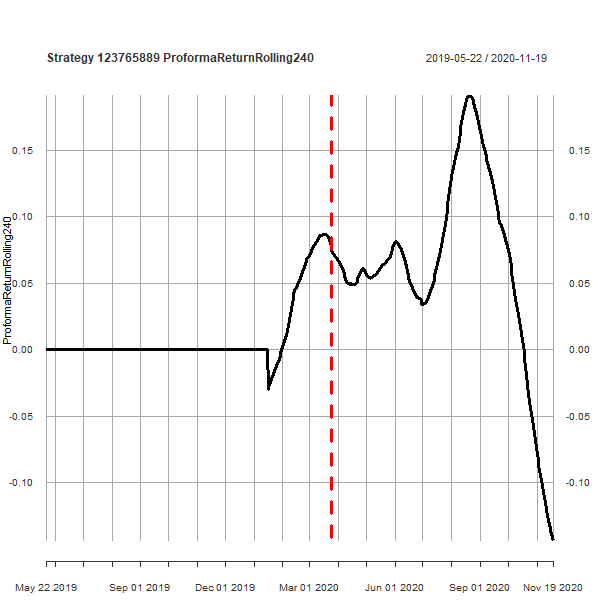 Strategy 123765889 ProformaReturnRolling240
2019-05-22 / 2020-11-19
ProformaReturnRolling240
0.15 0.15
0.10 0.10
0.05 0.05
0.00 0.00
-0.05 -0.05
-0.10 -0.10
May 22 2019 Sep 01 2019 Dec 01 2019 Mar 01 2020 Jun 01 2020 Sep 01 2020 Nov 19 2020